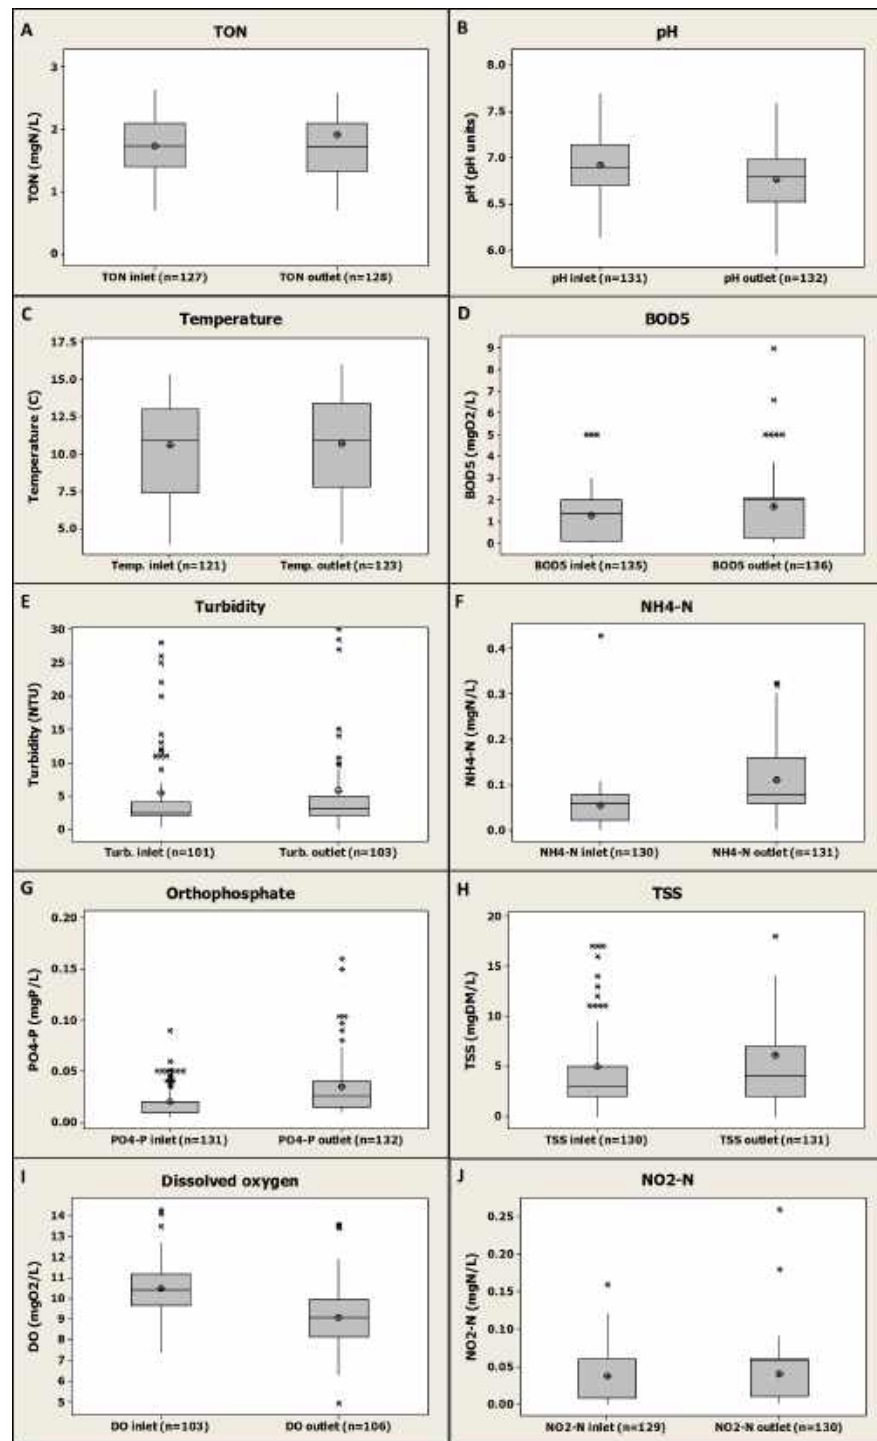 A TON
TON (mgN/L)
3
2
1
0
TON inlet (n=127) TON outlet (n=128)
B pH
pH (pH units)
8.0
7.5
7.0
6.5
6.0
pH inlet (n=131) pH outlet (n=132)
C Temperature
Temperature (C)
17.5
15.0
12.5
10.0
7.5
5.0
Temp. inlet (n=121) Temp. outlet (n=123)
D BOD5
BOD5 (mgO2/L)
9
8
7
6
5
4
3
2
1
0
BOD5 inlet (n=135) BOD5 outlet (n=136)
E Turbidity
Turbidity (NTU)
30
25
20
15
10
5
0
Turb. inlet (n=101) Turb. outlet (n=103)
F NH4-N
NH4-N (mgN/L)
0.4
0.3
0.2
0.1
0.0
NH4-N inlet (n=130) NH4-N outlet (n=131)
G Orthophosphate
PO4-P (mgP/L)
0.20
0.15
0.10
0.05
0.00
PO4-P inlet (n=131) PO4-P outlet (n=132)
H TSS
TSS (mgDM/L)
20
15
10
5
0
TSS inlet (n=130) TSS outlet (n=131)
I Dissolved oxygen
DO (mgO2/L)
14
13
12
11
10
9
8
7
6
5
DO inlet (n=103) DO outlet (n=106)
J NO2-N
NO2-N (mgN/L)
0.25
0.20
0.15
0.10
0.05
0.00
NO2-N inlet (n=129) NO2-N outlet (n=130)